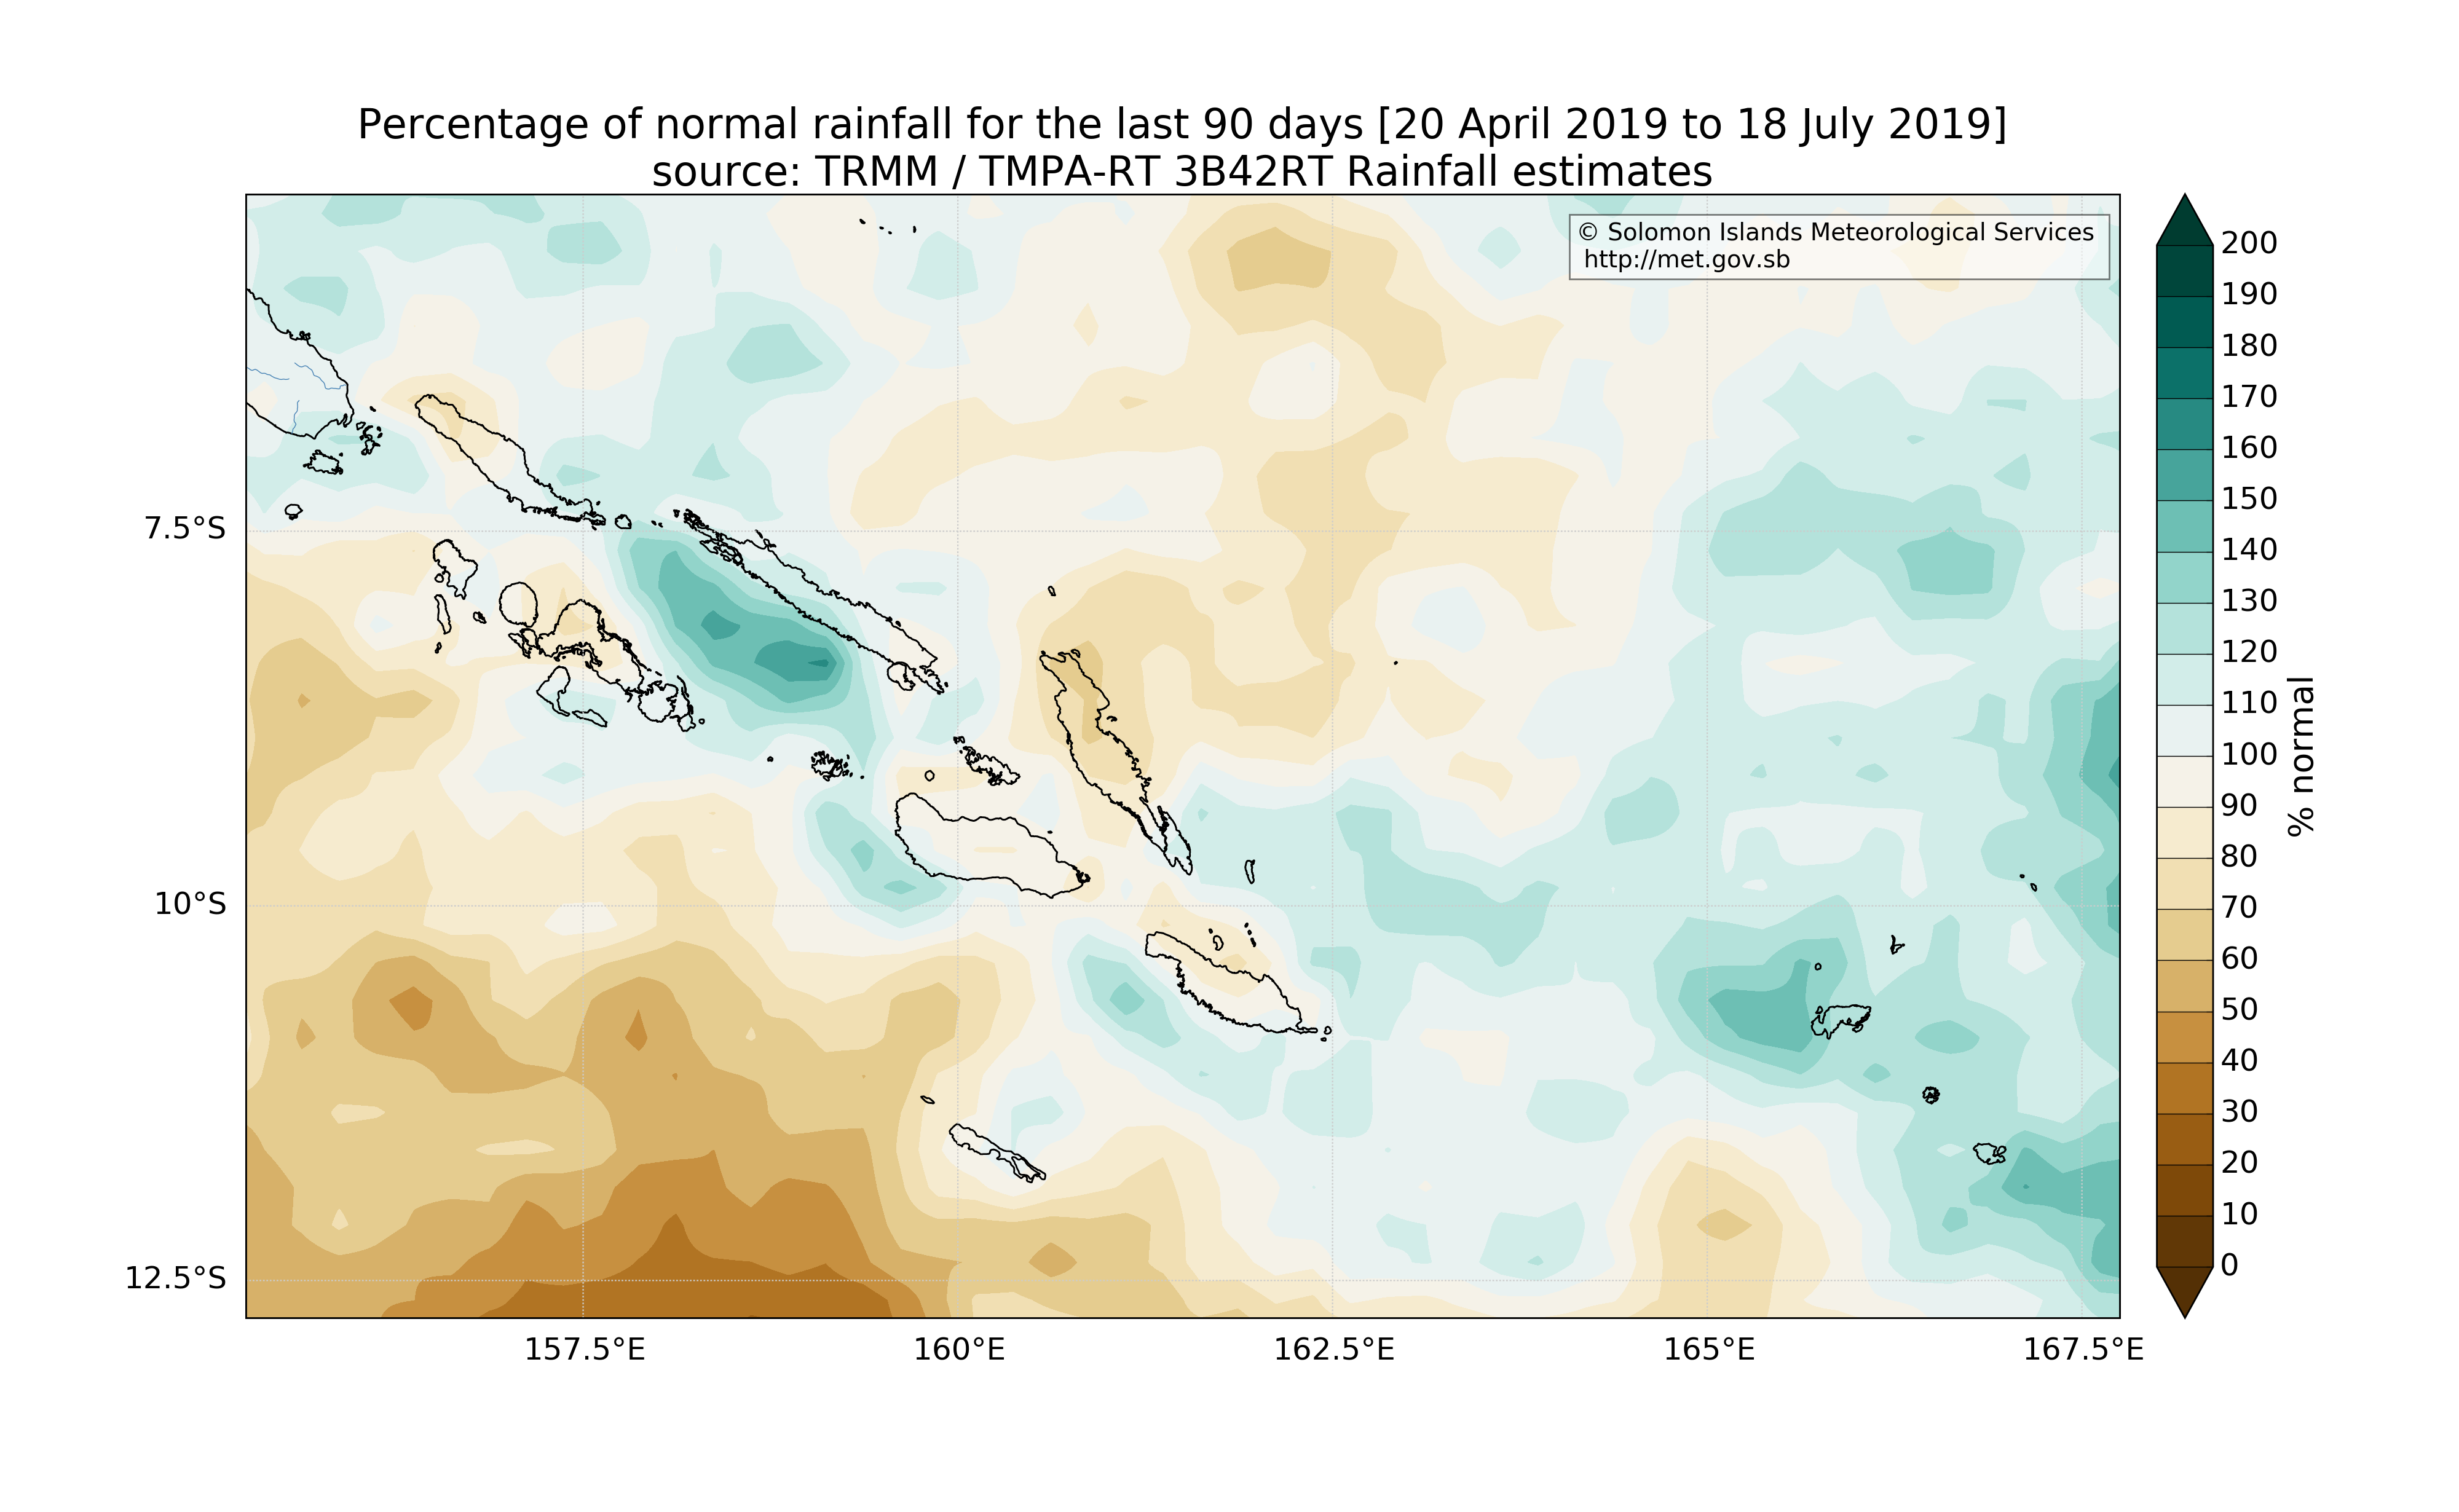 Percentage of normal rainfall for the last 90 days [20 April 2019 to 18 July 2019]
source: TRMM / TMPA-RT 3B42RT Rainfall estimates
© Solomon Islands Meteorological Services
http://met.gov.sb
7.5°S
10°S
12.5°S
157.5°E
160°E
162.5°E
165°E
167.5°E
200
190
180
170
160
150
140
130
120
110
100
90
80
70
60
50
40
30
20
10
0
% normal